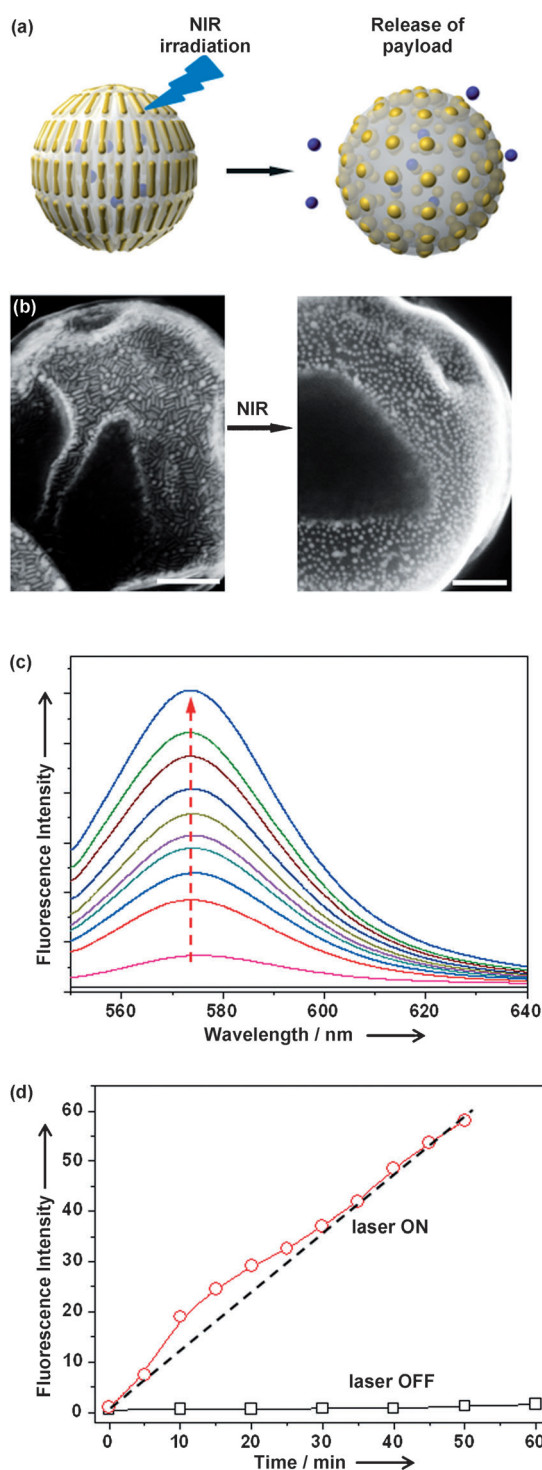 (a)
NIR
irradiation
Release of
payload
(b)
NIR
(c)
Fluorescence Intensity
560
580
600
620
640
Wavelength / nm
(d)
Fluorescence Intensity
60
50
40
30
20
10
0
laser ON
laser OFF
0
10
20
30
40
50
60
Time / min